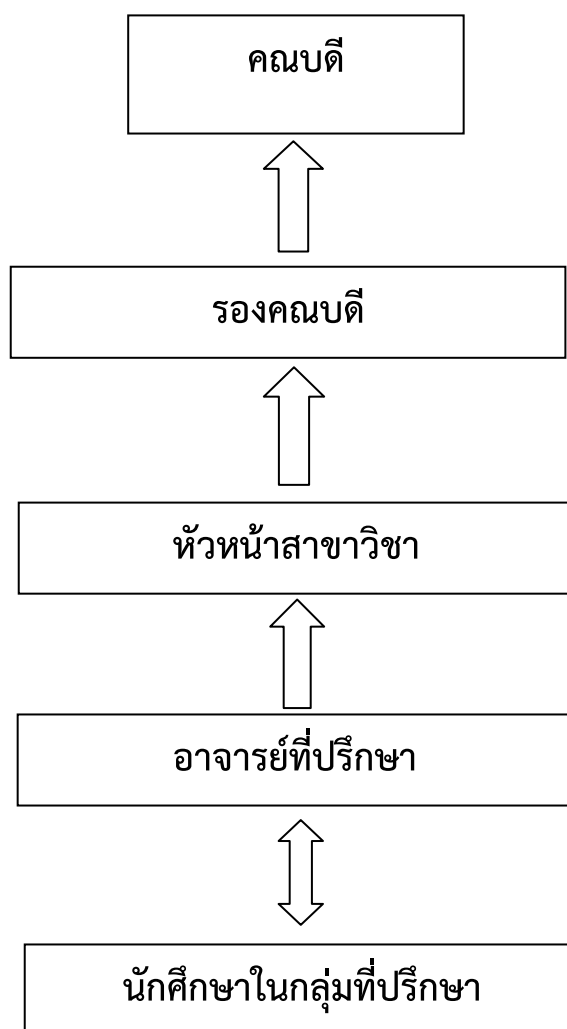 คณบดี
รองคณบดี
หัวหน้าสาขาวิชา
อาจารย์ที่ปรึกษา
นักศึกษาในกลุ่มที่ปรึกษา